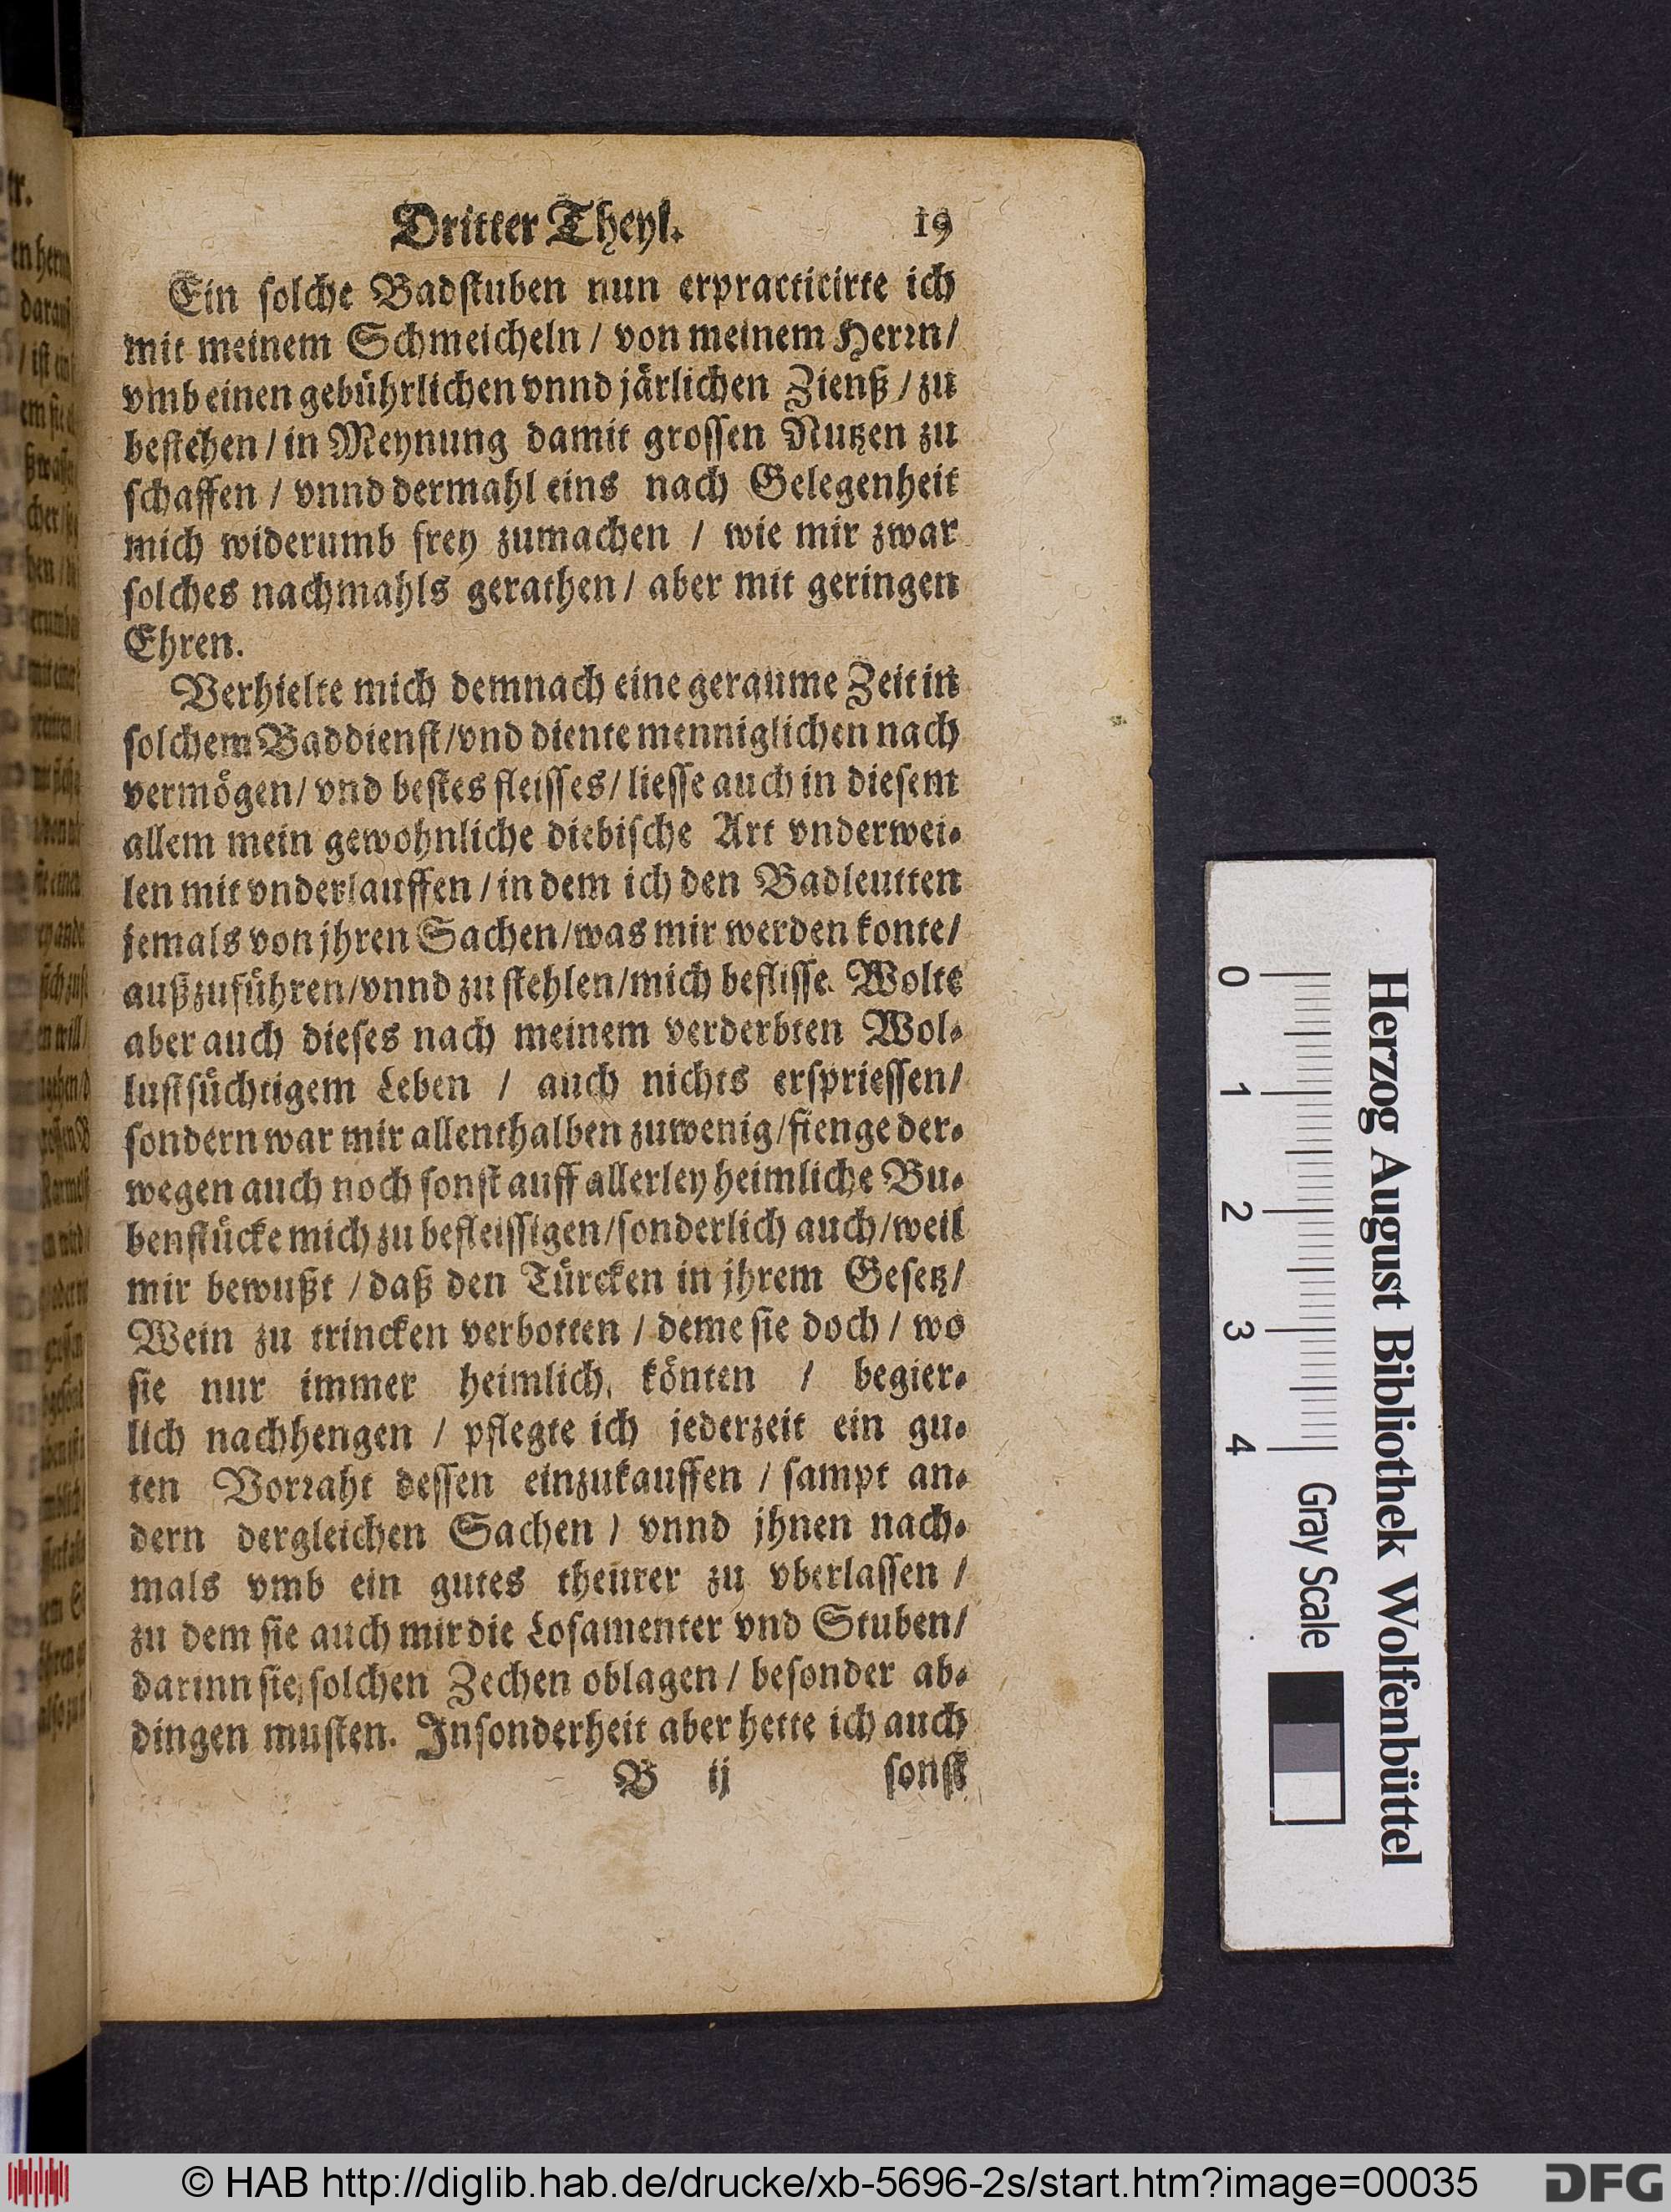 Dritter Theyl. 19
Ein solche Badstuben nun erpracticirte ich
mit meinem Schmeicheln / von meinem Herrn/
vmb einen gebührlichen vnnd järlichen Zienß / zu
bestehen / in Meynung damit grossen Nutzen zu
schaffen / vnnd dermahl eins nach Gelegenheit
mich widerumb frey zumachen / wie mir zwar
solches nachmahls gerathen / aber mit geringen
Ehren.
Verhielte mich demnach eine geraume Zeit in
solchem Baddienst/vnd diente menniglichen nach
vermögen/ vnd bestes fleisses/ liesse auch in diesem
allem mein gewohnliche diebische Art vnderwei-
len mit vnderlauffen / in dem ich den Badleutten
jemals von jhren Sachen/was mir werden konte/
außzuführen/vnnd zu stehlen/mich beflisse. Wolte
aber auch dieses nach meinem verderbten Wol-
lustsüchtigem Leben / auch nichts erspriessen/
sondern war mir allenthalben zuwenig/fienge der-
wegen auch noch sonst auff allerley heimliche Bu-
benstücke mich zu befleissigen/sonderlich auch/weil
mir bewußt / daß den Türcken in jhrem Gesetz/
Wein zu trincken verbotten / deme sie doch / wo
sie nur immer heimlich könten / begier-
lich nachhengen / pflegte ich jederzeit ein gu-
ten Vorraht dessen einzukauffen / sampt an-
dern dergleichen Sachen / vnnd jhnen nach-
mals vmb ein gutes theurer zu vberlassen /
zu dem sie auch mir die Losamenter vnd Stuben/
darinn sie solchen Zechen oblagen / besonder ab-
dingen musten. Insonderheit aber hette ich auch
B ij sonst
Herzog August Bibliothek Wolfenbüttel
0 1 2 3 4 Gray Scale
© HAB http://diglib.hab.de/drucke/xb-5696-2s/start.htm?image=00035
DFG